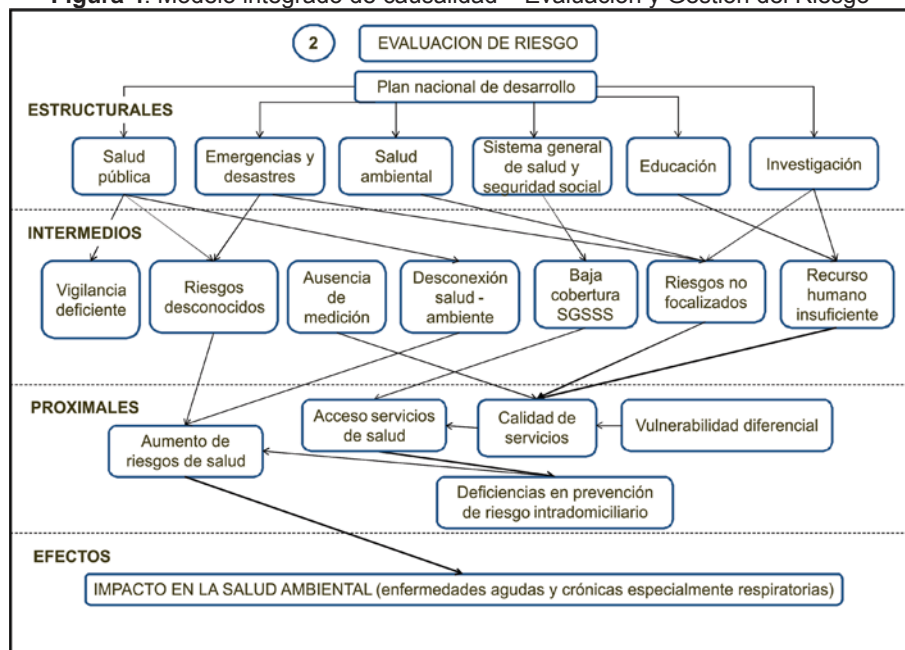 Figura 1. Modelo integrado de causalidad – Evaluación y Gestión del Riesgo
2
EVALUACION DE RIESGO
Plan nacional de desarrollo
ESTRUCTURALES
Salud
pública
Emergencias y
desastres
Salud
ambiental
Sistema general
de salud y
seguridad social
Educación
Investigación
INTERMEDIOS
Vigilancia
deficiente
Riesgos
desconocidos
Ausencia
de
medición
Desconexión
salud -
ambiente
Baja
cobertura
SGSSS
Riesgos no
focalizados
Recurso
humano
insuficiente
PROXIMALES
Aumento de
riesgos de salud
Acceso servicios
de salud
Calidad de
servicios
Vulnerabilidad diferencial
Deficiencias en prevención
de riesgo intradomiciliario
EFECTOS
IMPACTO EN LA SALUD AMBIENTAL (enfermedades agudas y crónicas especialmente respiratorias)